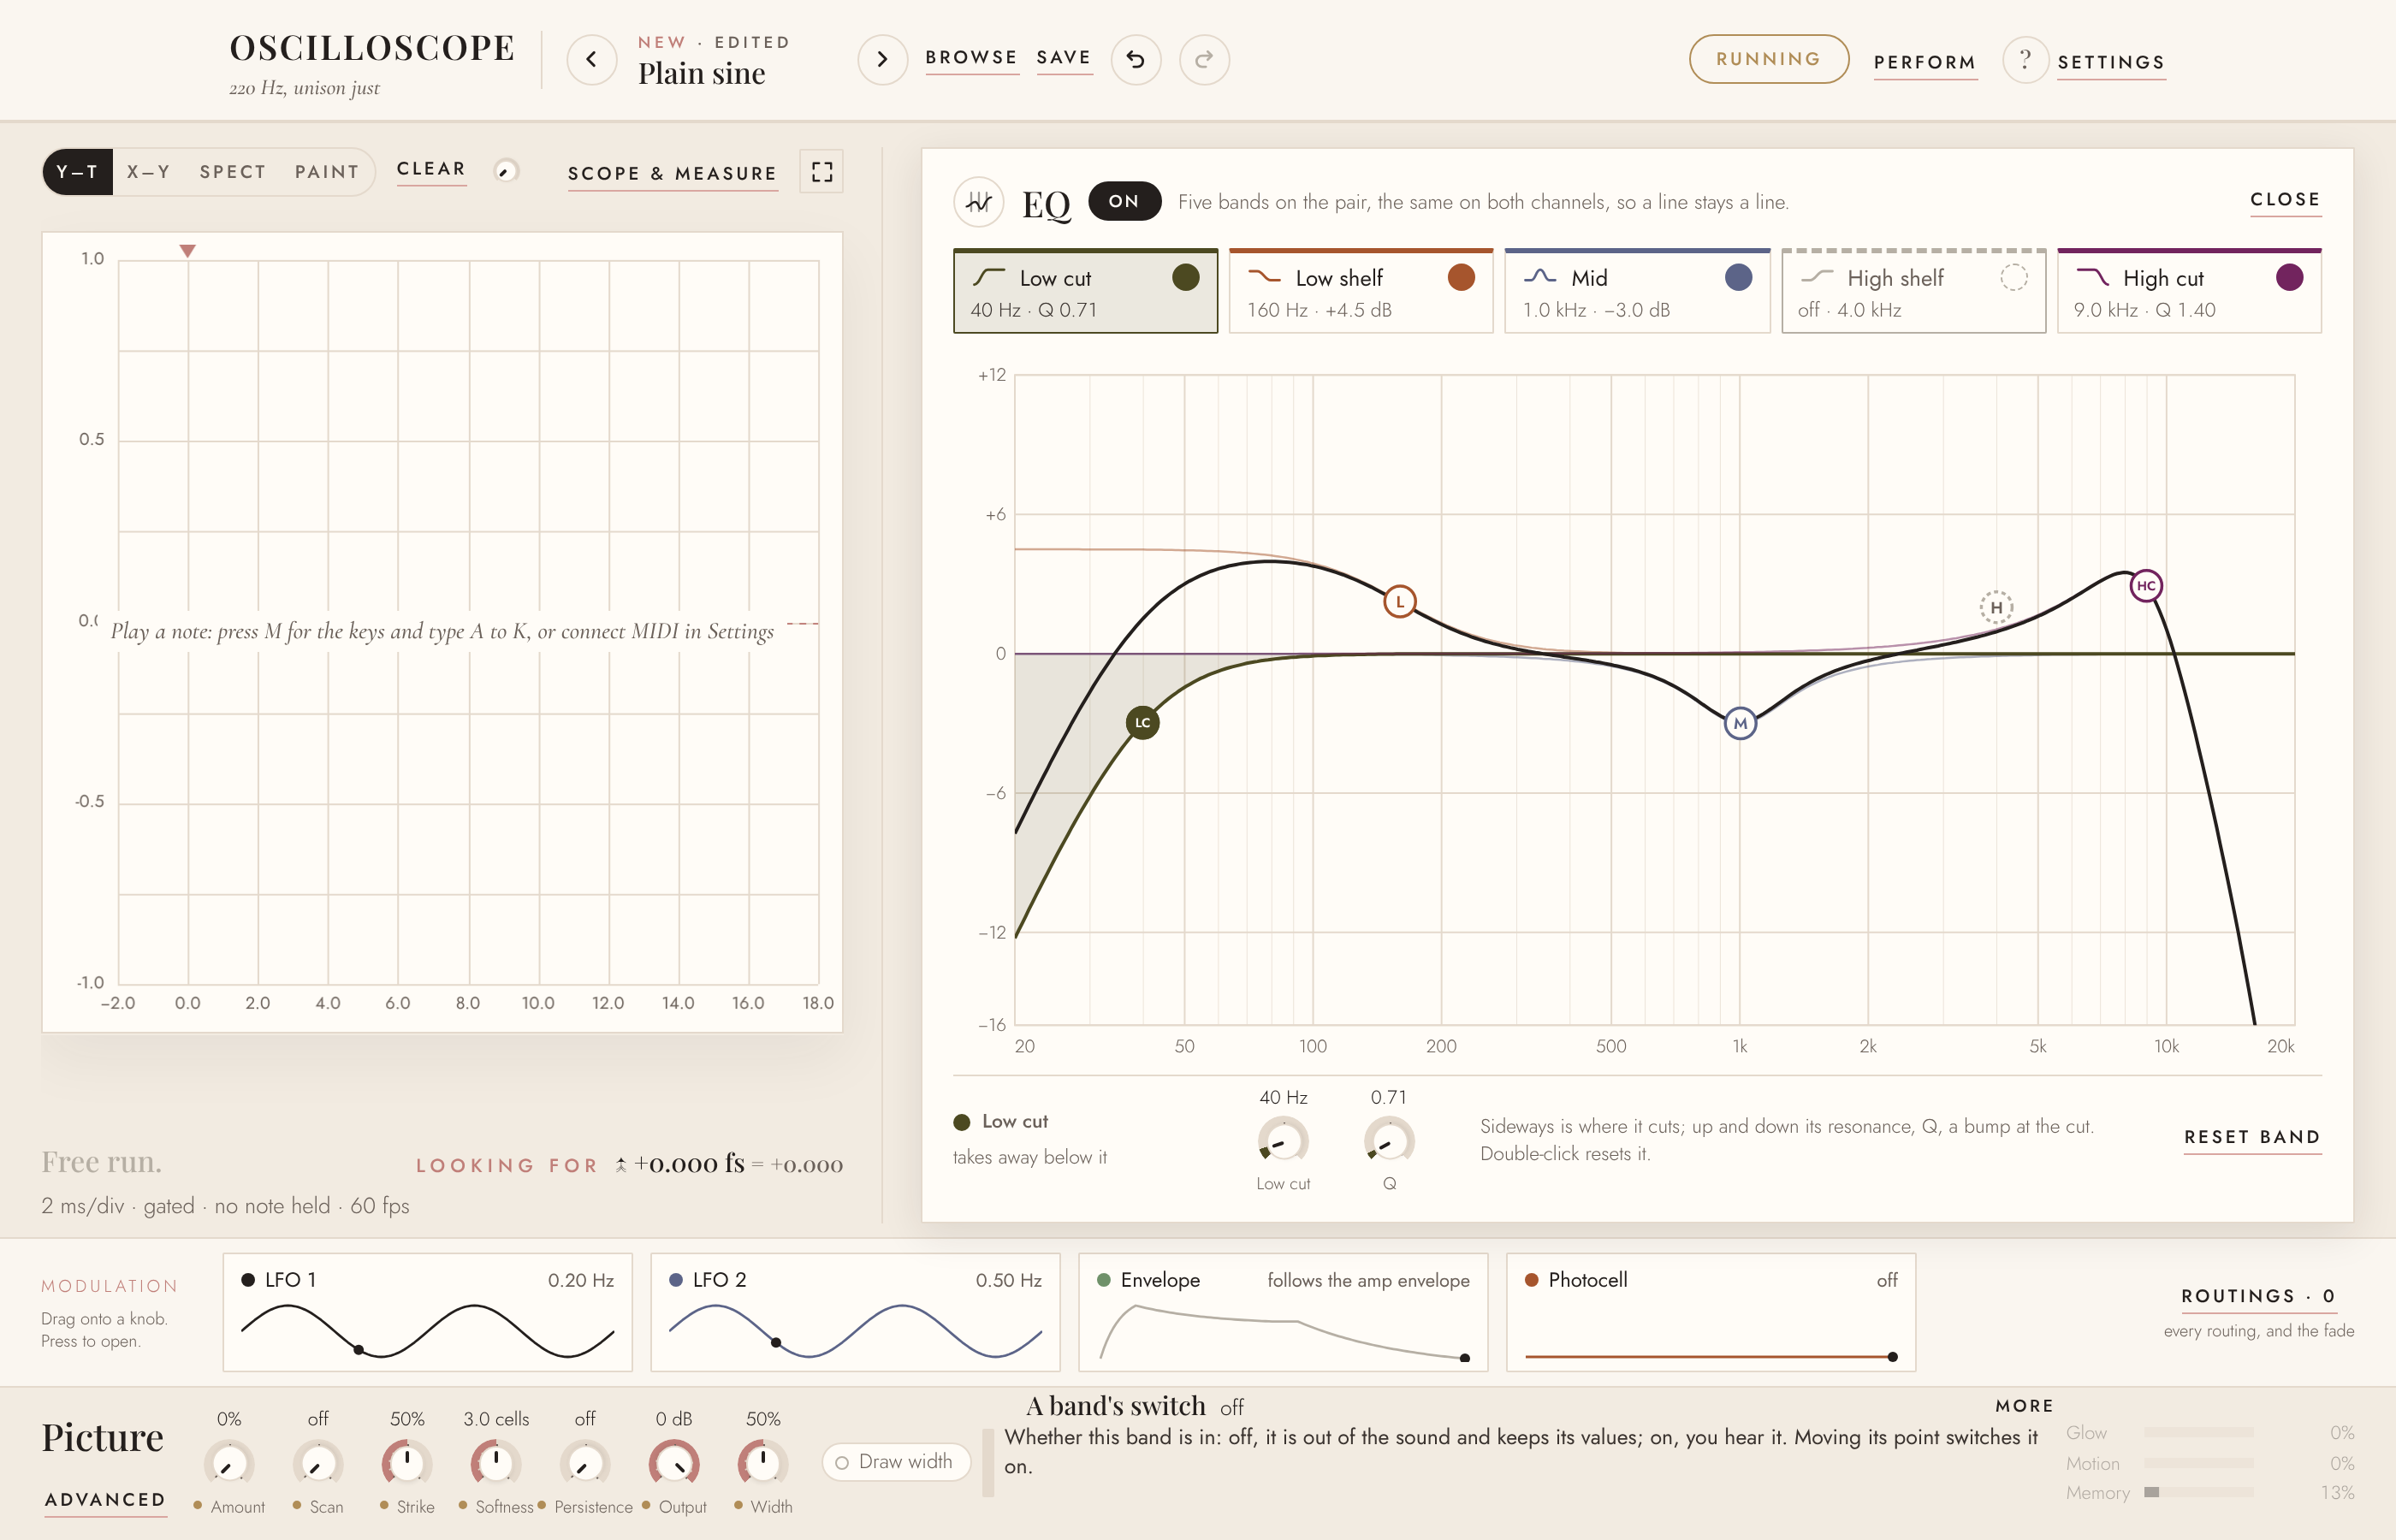 OSCILLOSCOPE
220 Hz, unison just
NEW · EDITED
Plain sine
BROWSE
SAVE
RUNNING
PERFORM
?
SETTINGS
Y–T
X–Y
SPECT
PAINT
CLEAR
SCOPE & MEASURE
1.0
0.5
Play a note: press M for the keys and type A to K, or connect MIDI in Settings
-0.5
-1.0
−2.0 0.0 2.0 4.0 6.0 8.0 10.0 12.0 14.0 16.0 18.0
Free run.
LOOKING FOR +0.000 fs = +0.000
2 ms/div · gated · no note held · 60 fps
EQ
ON
Five bands on the pair, the same on both channels, so a line stays a line.
CLOSE
Low cut
40 Hz · Q 0.71
Low shelf
160 Hz · +4.5 dB
Mid
1.0 kHz · −3.0 dB
High shelf
off · 4.0 kHz
High cut
9.0 kHz · Q 1.40
+12
+6
0
−6
−12
−16
LC
L
M
H
HC
20 50 100 200 500 1k 2k 5k 10k 20k
Low cut
takes away below it
40 Hz
Low cut
0.71
Q
Sideways is where it cuts; up and down its resonance, Q, a bump at the cut.
Double-click resets it.
RESET BAND
MODULATION
Drag onto a knob.
Press to open.
LFO 1
0.20 Hz
LFO 2
0.50 Hz
Envelope
follows the amp envelope
Photocell
off
ROUTINGS · 0
every routing, and the fade
Picture
ADVANCED
0%
Amount
off
Scan
50%
Strike
3.0 cells
Softness
off
Persistence
0 dB
Output
50%
Width
Draw width
A band's switch off
MORE
Whether this band is in: off, it is out of the sound and keeps its values; on, you hear it. Moving its point switches it
on.
Glow 0%
Motion 0%
Memory 13%